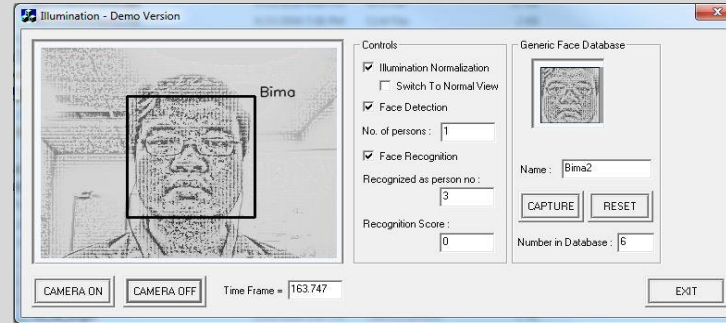 Illumination - Demo Version
Bima
Controls
Illumination Normalization
Switch To Normal View
Face Detection
No. of persons : 1
Face Recognition
Recognized as person no :
3
Recognition Score :
0
Generic Face Database
Name : Bima2
CAPTURE RESET
Number in Database : 6
CAMERA ON CAMERA OFF Time Frame = 163.747 EXIT